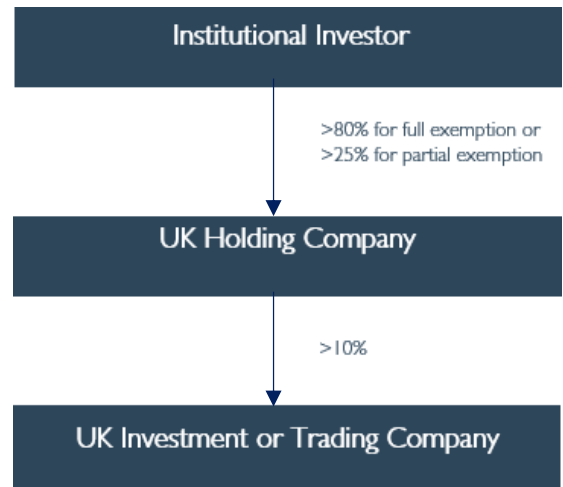 Institutional Investor
>80% for full exemption or
>25% for partial exemption
UK Holding Company
>10%
UK Investment or Trading Company